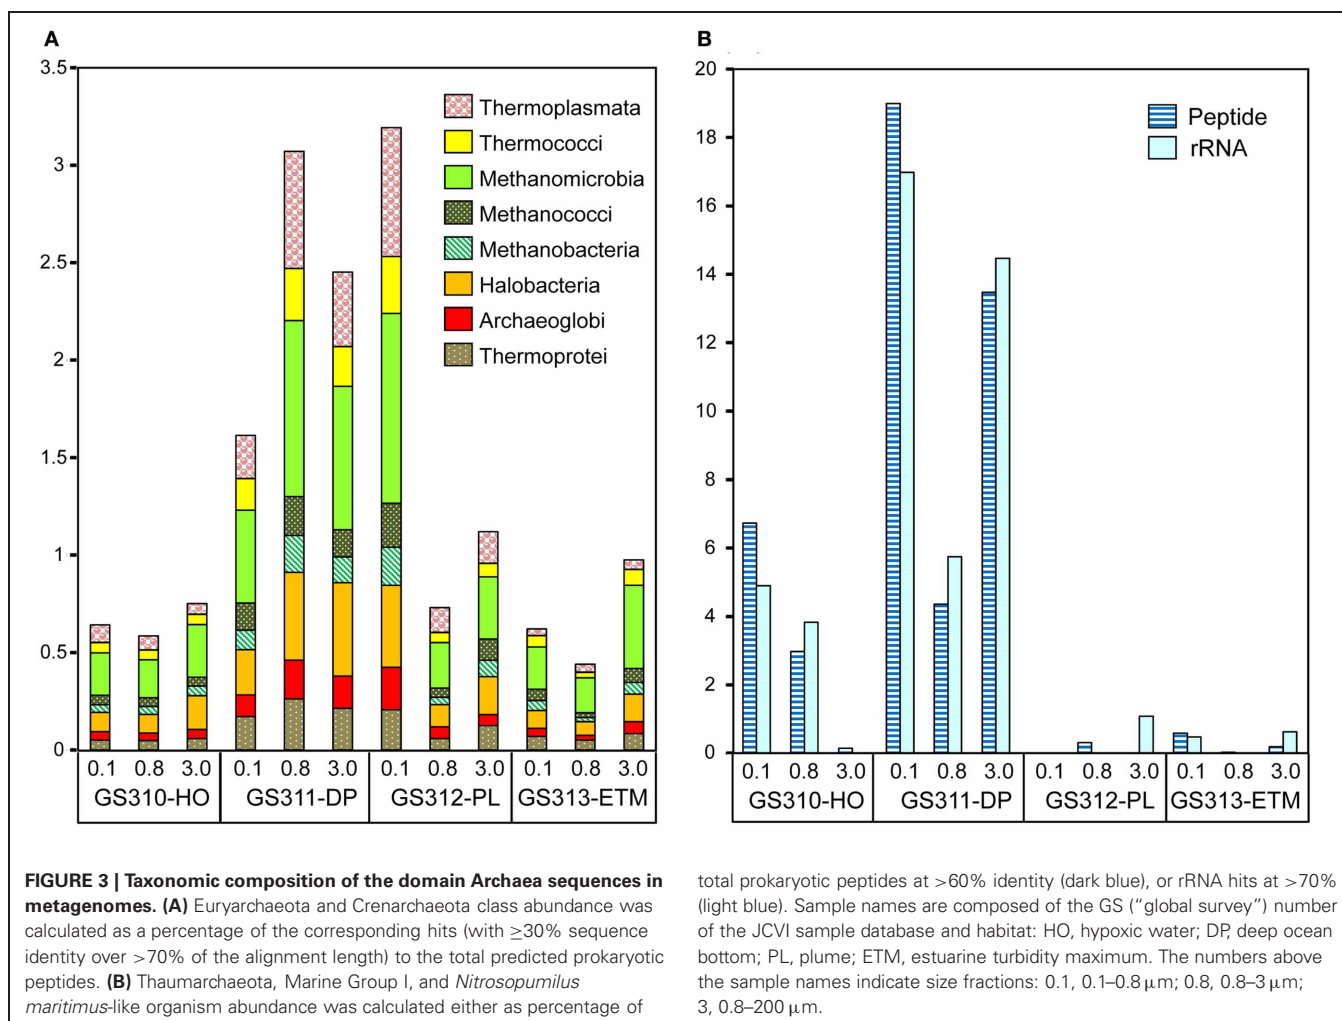 A
3.5
3
2.5
2
1.5
1
0.5
0
Thermoplasmata
Thermococci
Methanomicrobia
Methanococci
Methanobacteria
Halobacteria
Archaeoglobi
Thermoprotei
0.1 0.8 3.0 0.1 0.8 3.0 0.1 0.8 3.0 0.1 0.8 3.0
GS310-HO GS311-DP GS312-PL GS313-ETM
B
20
18
16
14
12
10
8
6
4
2
0
Peptide
rRNA
0.1 0.8 3.0 0.1 0.8 3.0 0.1 0.8 3.0 0.1 0.8 3.0
GS310-HO GS311-DP GS312-PL GS313-ETM
FIGURE 3 | Taxonomic composition of the domain Archaea sequences in
metagenomes. (A) Euryarchaeota and Crenarchaeota class abundance was
calculated as a percentage of the corresponding hits (with ≥30% sequence
identity over >70% of the alignment length) to the total predicted prokaryotic
peptides. (B) Thaumarchaeota, Marine Group I, and Nitrosopumilus
maritimus-like organism abundance was calculated either as percentage of
total prokaryotic peptides at >60% identity (dark blue), or rRNA hits at >70%
(light blue). Sample names are composed of the GS (“global survey”) number
of the JCVI sample database and habitat: HO, hypoxic water; DP, deep ocean
bottom; PL, plume; ETM, estuarine turbidity maximum. The numbers above
the sample names indicate size fractions: 0.1, 0.1–0.8 μm; 0.8, 0.8–3 μm;
3, 0.8–200 μm.